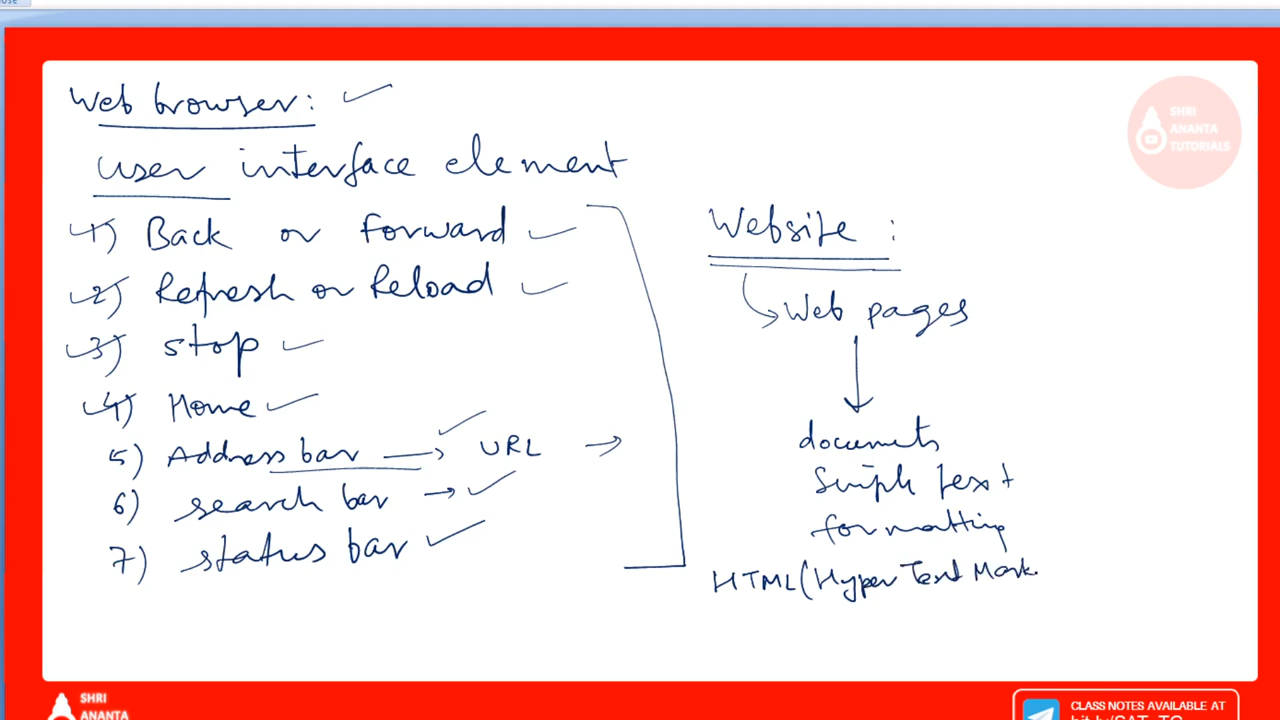 Web browser:
user interface element
1) Back or forward
2) Refresh or Reload
3) stop
4) Home
5) Address bar → URL →
6) search bar →
7) status bar
Website :
Web pages
documents
Simple text
formatting
HTML (Hyper Text Mark
SHRI
ANANTA
TUTORIALS
SHRI
ANANTA
CLASS NOTES AVAILABLE AT